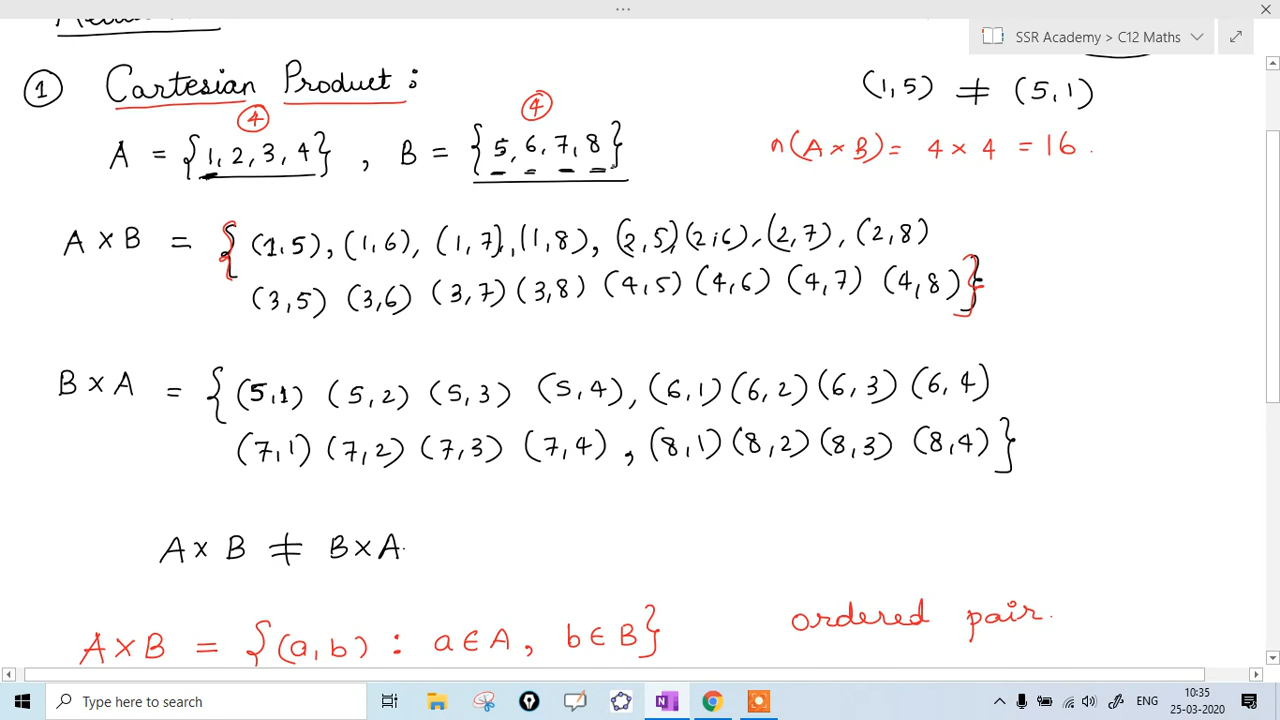 SSR Academy > C12 Maths
① Cartesian Product :
(1,5) ≠ (5,1)
④ ④
A = {1, 2, 3, 4} , B = {5, 6, 7, 8}
n(A × B) = 4 × 4 = 16 .
A × B = { (1,5), (1,6), (1,7), (1,8), (2,5), (2,6), (2,7), (2,8)
(3,5) (3,6) (3,7) (3,8) (4,5) (4,6) (4,7) (4,8) }
B × A = { (5,1) (5,2) (5,3) (5,4), (6,1) (6,2) (6,3) (6,4)
(7,1) (7,2) (7,3) (7,4) , (8,1) (8,2) (8,3) (8,4) }
A × B ≠ B × A.
ordered pair.
A × B = { (a,b) : a ∈ A, b ∈ B }
Type here to search
ENG
10:35
25-03-2020